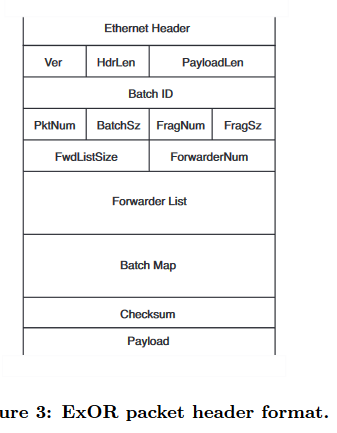 Ethernet Header
Ver HdrLen PayloadLen
Batch ID
PktNum BatchSz FragNum FragSz
FwdListSize ForwarderNum
Forwarder List
Batch Map
Checksum
Payload
ure 3: ExOR packet header format.